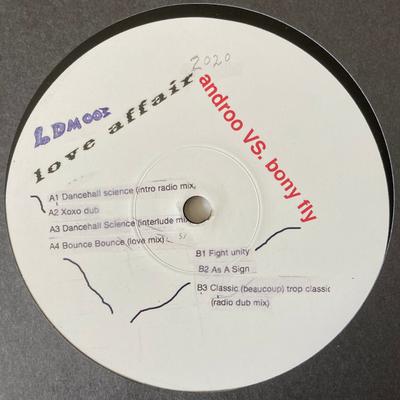 2020
LDM002
love affair
androo VS. bony fly
A1 Dancehall science (intro radio mix,
A2 Xoxo dub
A3 Dancehall Science (interlude mix
A4 Bounce Bounce (love mix)
B1 Fight unity
B2 As A Sign
B3 Classic (beaucoup) trop classic
(radio dub mix)